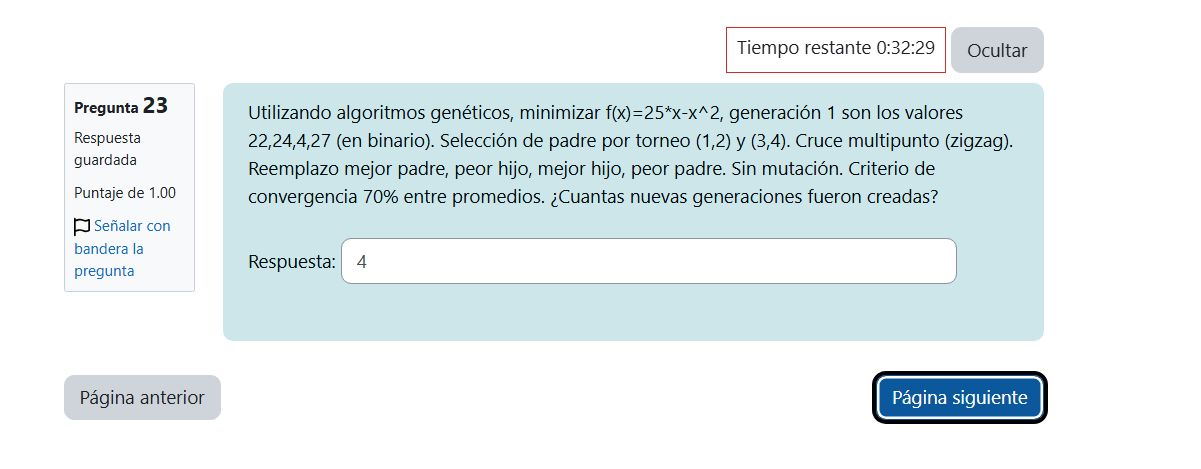 Tiempo restante 0:32:29
Ocultar
Pregunta 23
Respuesta
guardada
Puntaje de 1.00
Señalar con
bandera la
pregunta
Utilizando algoritmos genéticos, minimizar f(x)=25*x-x^2, generación 1 son los valores
22,24,4,27 (en binario). Selección de padre por torneo (1,2) y (3,4). Cruce multipunto (zigzag).
Reemplazo mejor padre, peor hijo, mejor hijo, peor padre. Sin mutación. Criterio de
convergencia 70% entre promedios. ¿Cuantas nuevas generaciones fueron creadas?
Respuesta: 4
Página anterior
Página siguiente